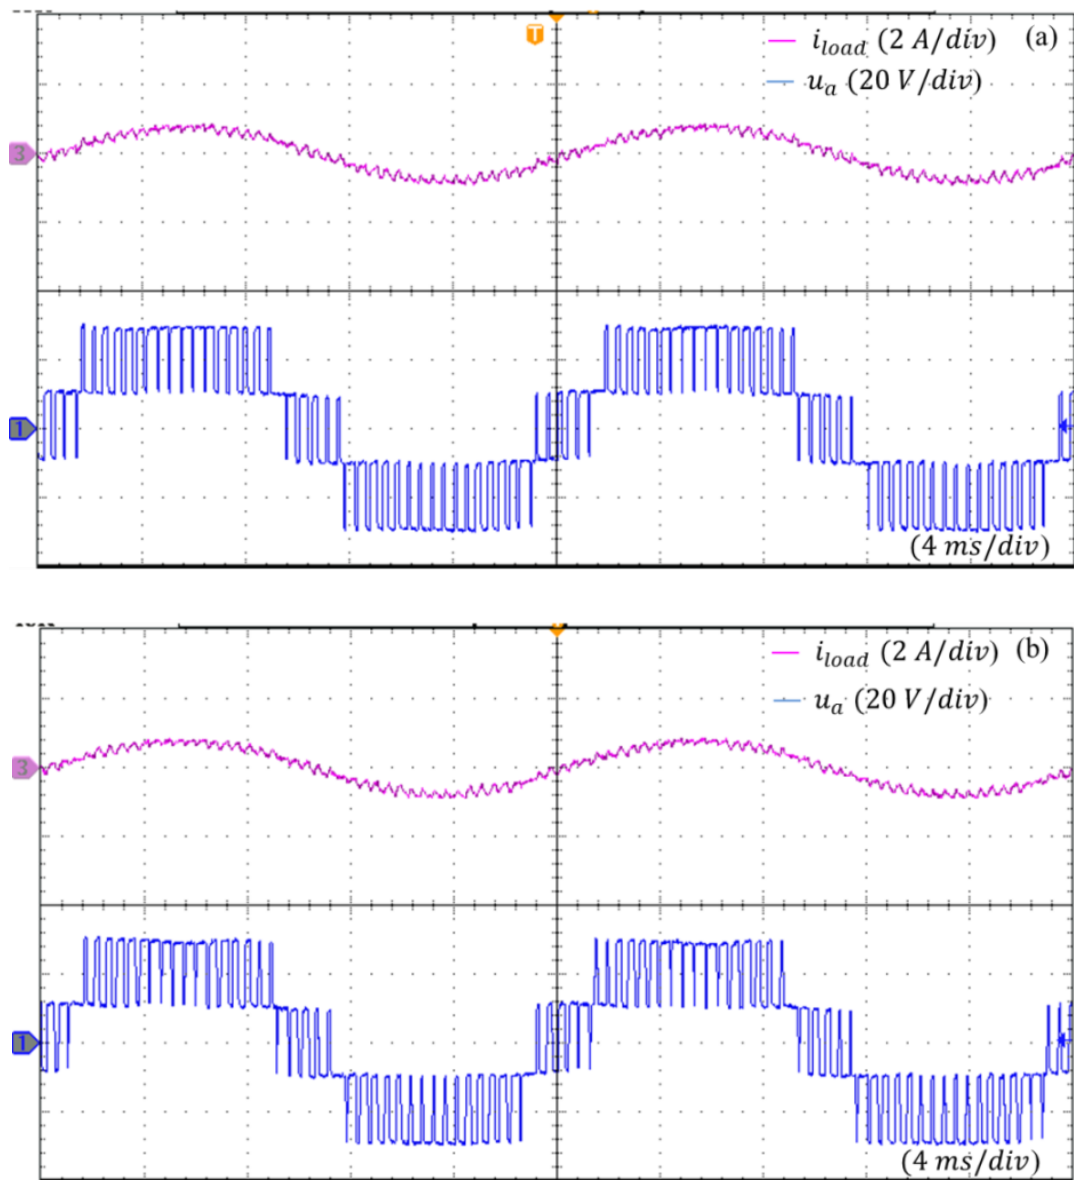 T
i_load (2 A/div) (a)
u_a (20 V/div)
3
1
(4 ms/div)
i_load (2 A/div) (b)
u_a (20 V/div)
3
1
(4 ms/div)